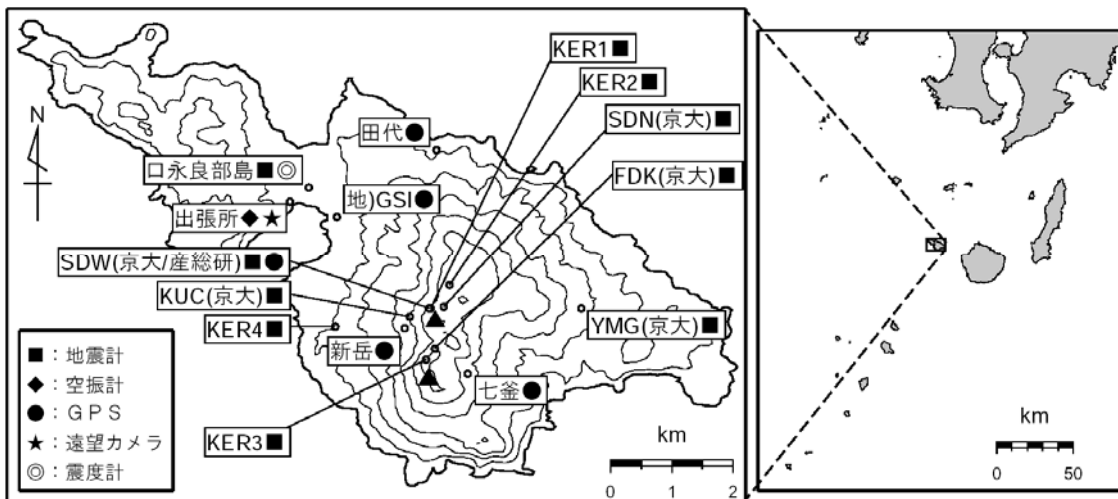 KER1■
KER2■
SDN(京大)■
FDK(京大)■
N
田代●
口永良部島■◎
地)GSI●
出張所◆★
SDW(京大/産総研)■●
KUC(京大)■
KER4■
新岳●
YMG(京大)■
七釜●
KER3■
■：地震計
◆：空振計
●：ＧＰＳ
★：遠望カメラ
◎：震度計
km
0 1 2
km
0 50